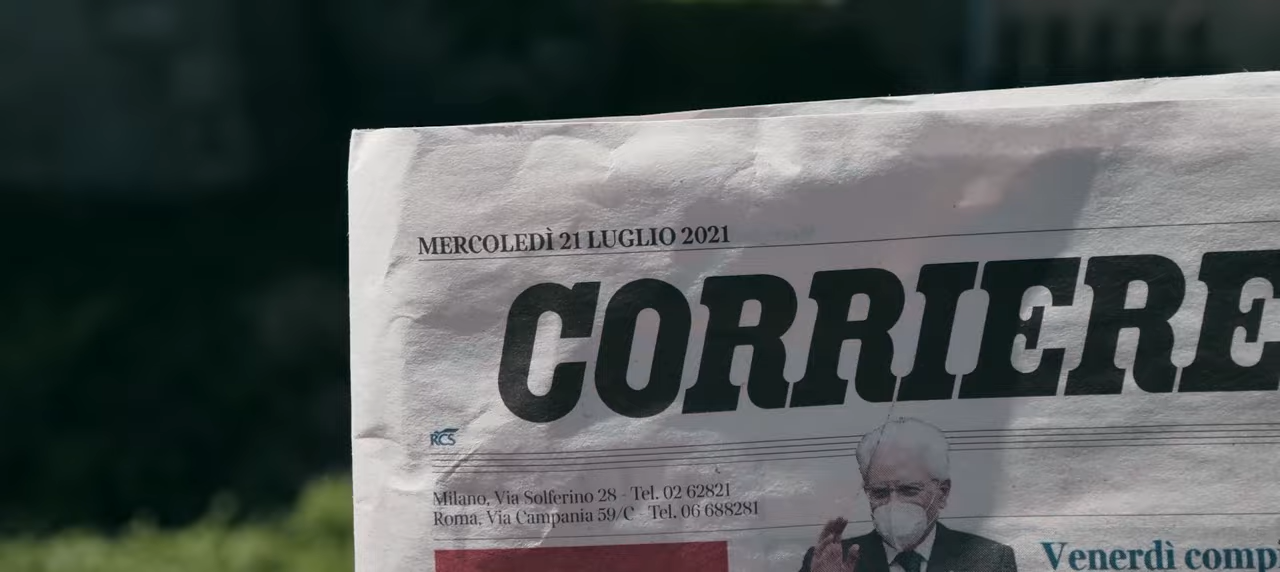 MERCOLEDÌ 21 LUGLIO 2021
CORRIERE
RCS
Milano, Via Solferino 28 - Tel. 02 62821
Roma, Via Campania 59/C - Tel. 06 688281
Venerdì compi